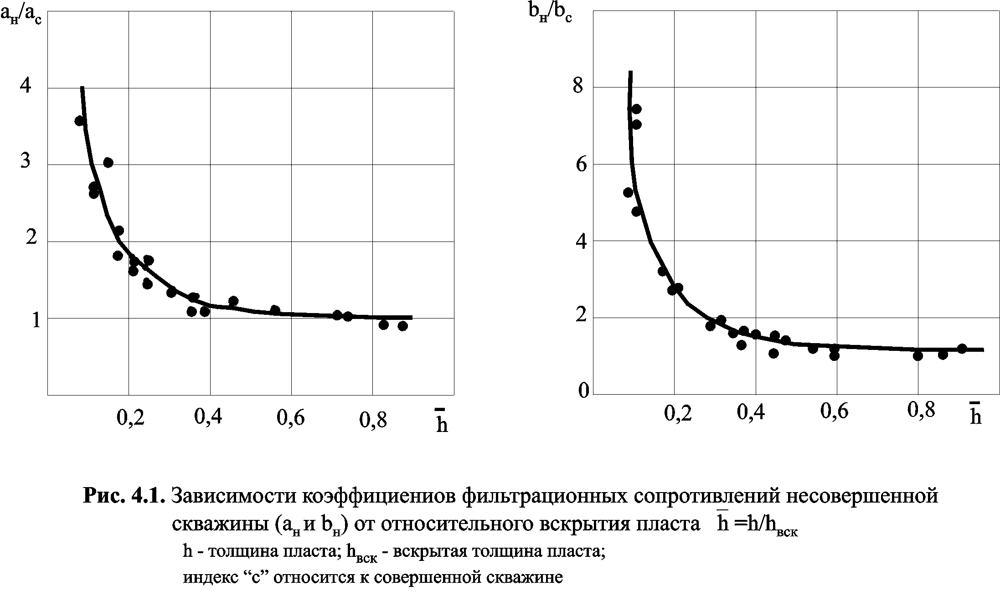 aн/aс
bн/bс
4
3
2
1
8
6
4
2
0
0,2 0,4 0,6 0,8 h̅
0,2 0,4 0,6 0,8 h̅
Рис. 4.1. Зависимости коэффициениов фильтрационных сопротивлений несовершенной
скважины (aн и bн) от относительного вскрытия пласта h̅ =h/hвск
h - толщина пласта; hвск - вскрытая толщина пласта;
индекс “с” относится к совершенной скважине